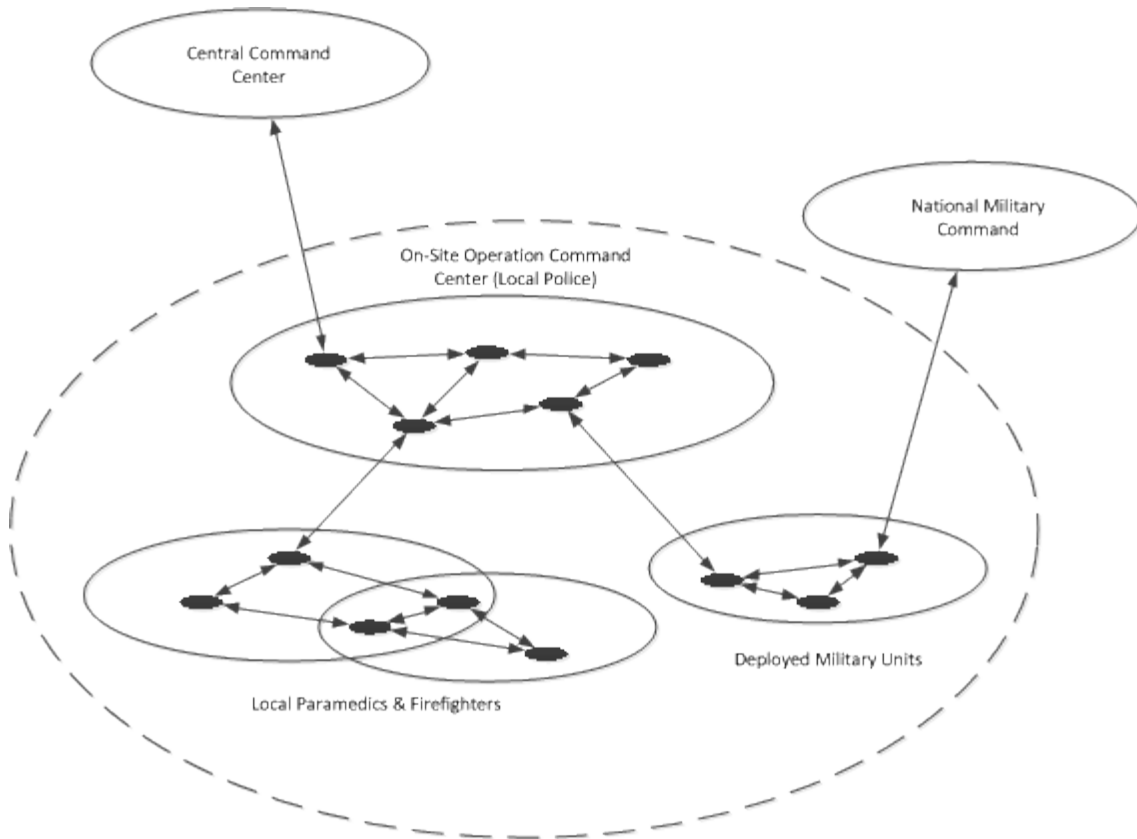 Central Command
Center
National Military
Command
On-Site Operation Command
Center (Local Police)
Deployed Military Units
Local Paramedics & Firefighters